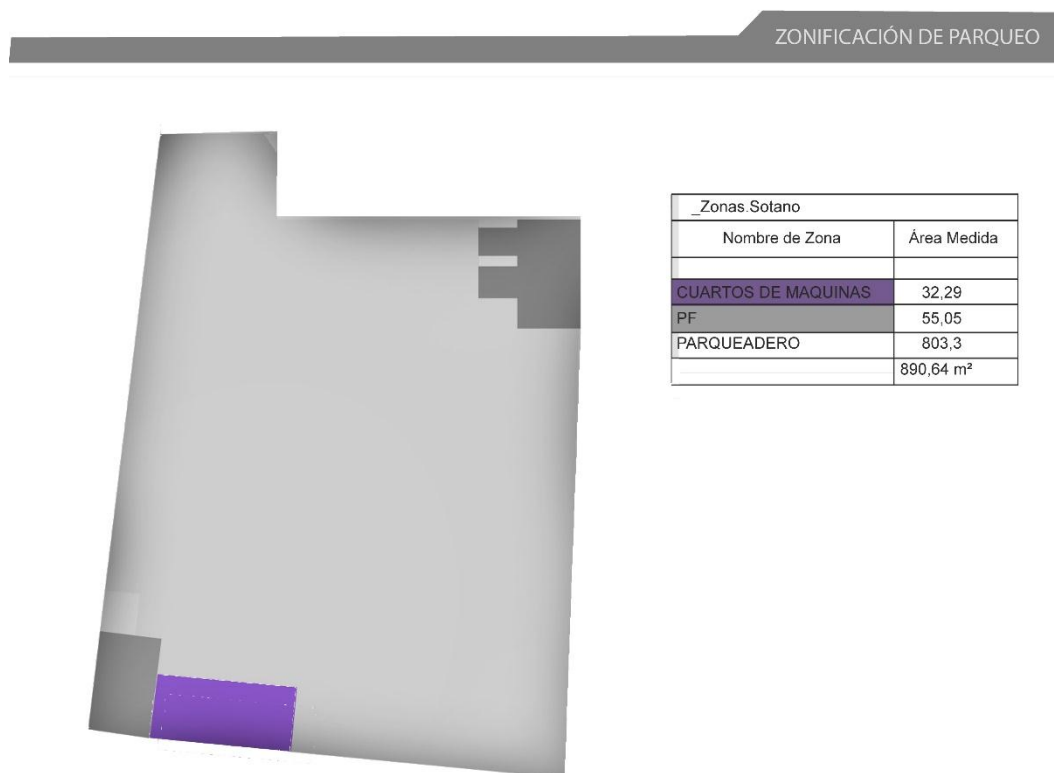 ZONIFICACIÓN DE PARQUEO
_Zonas.Sotano
Nombre de Zona Área Medida
CUARTOS DE MAQUINAS 32,29
PF 55,05
PARQUEADERO 803,3
890,64 m²